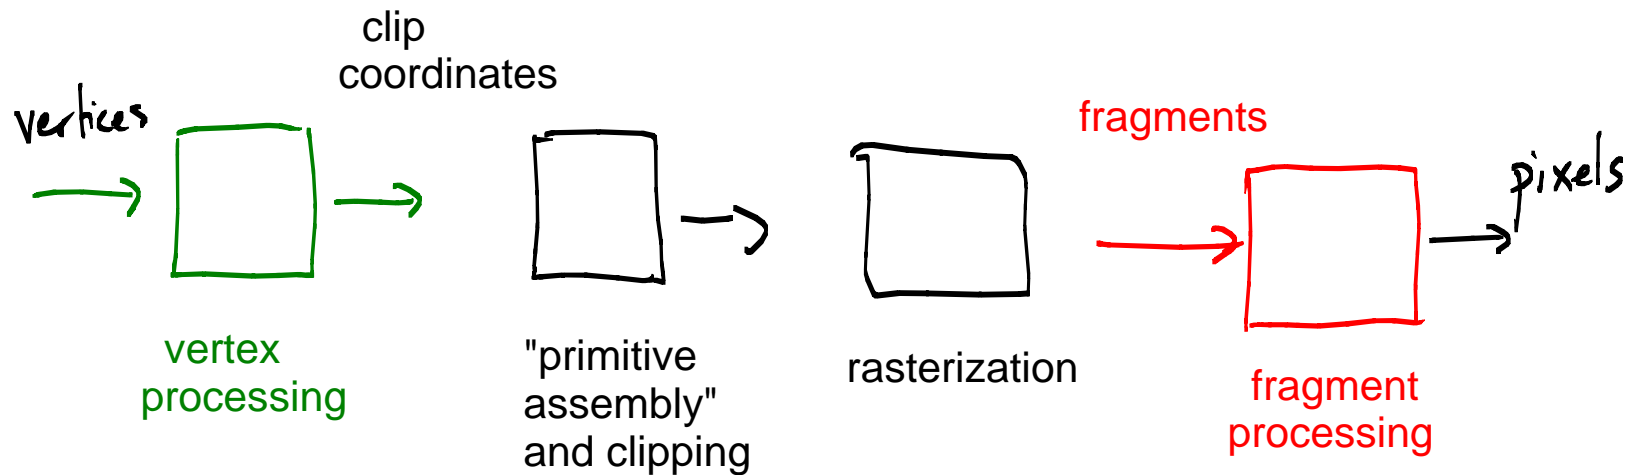 clip
coordinates
vertices
fragments
pixels
vertex
processing
"primitive
assembly"
and clipping
rasterization
fragment
processing